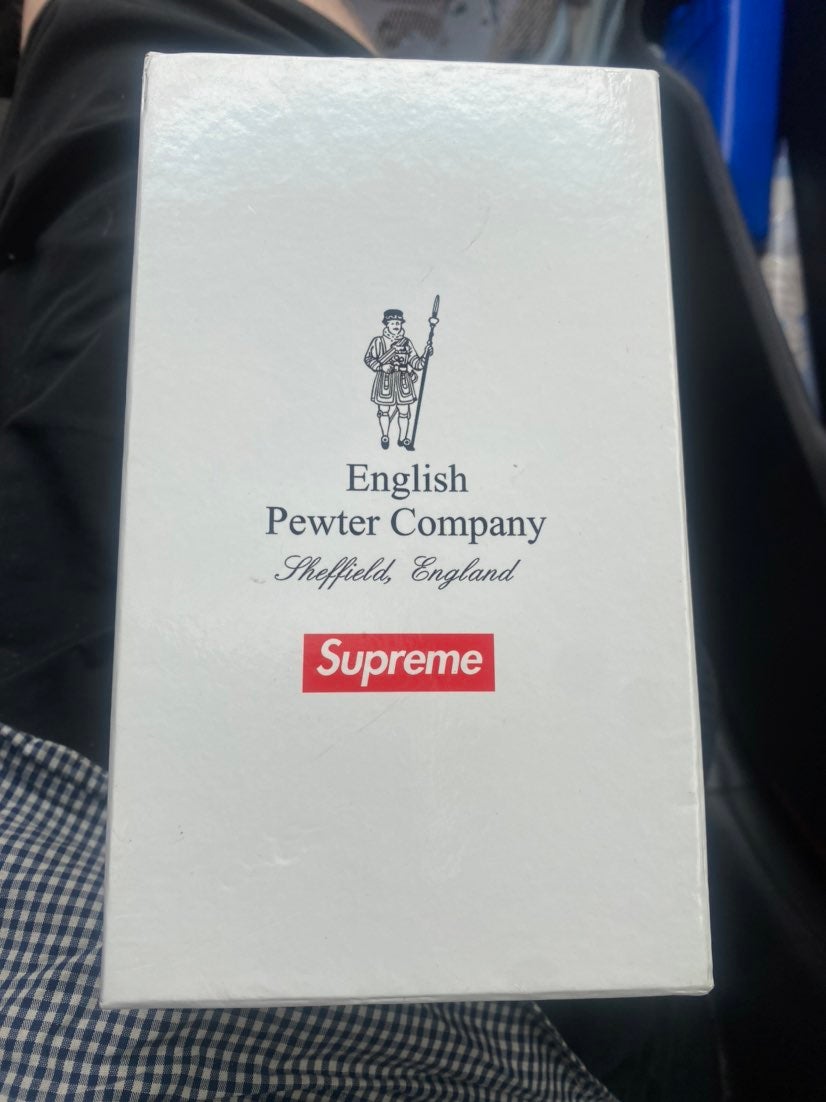 English
Pewter Company
Sheffield, England
Supreme